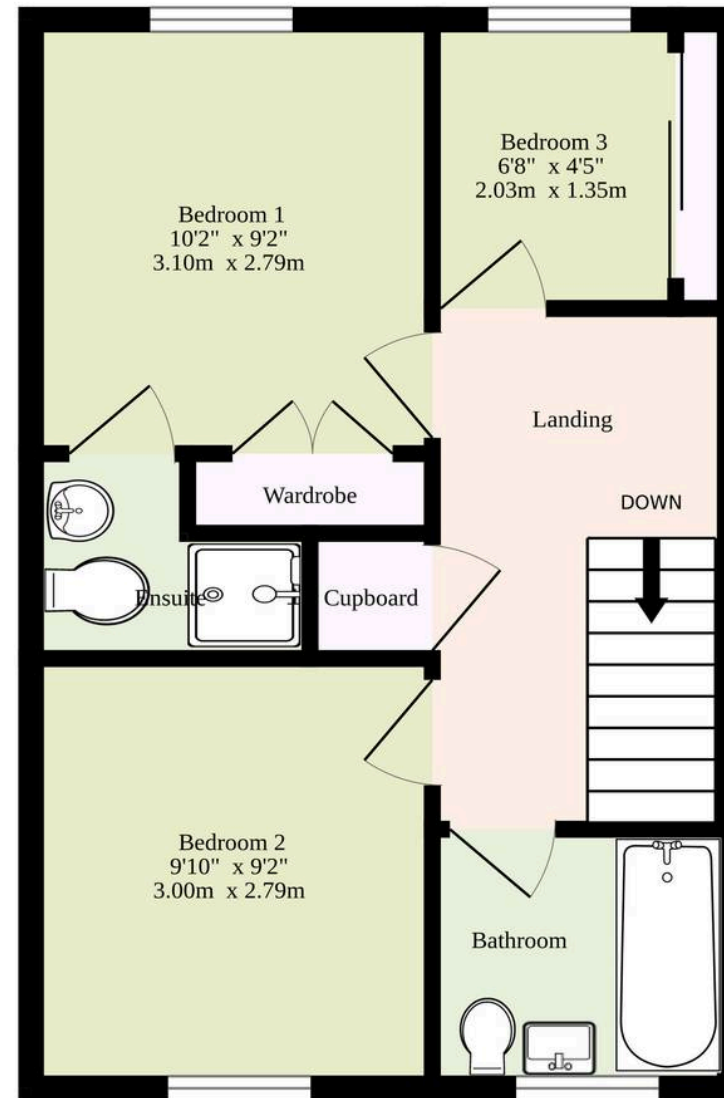 Bedroom 3
6'8" x 4'5"
2.03m x 1.35m
Bedroom 1
10'2" x 9'2"
3.10m x 2.79m
Landing
Wardrobe
DOWN
Ensuite
Cupboard
Bedroom 2
9'10" x 9'2"
3.00m x 2.79m
Bathroom